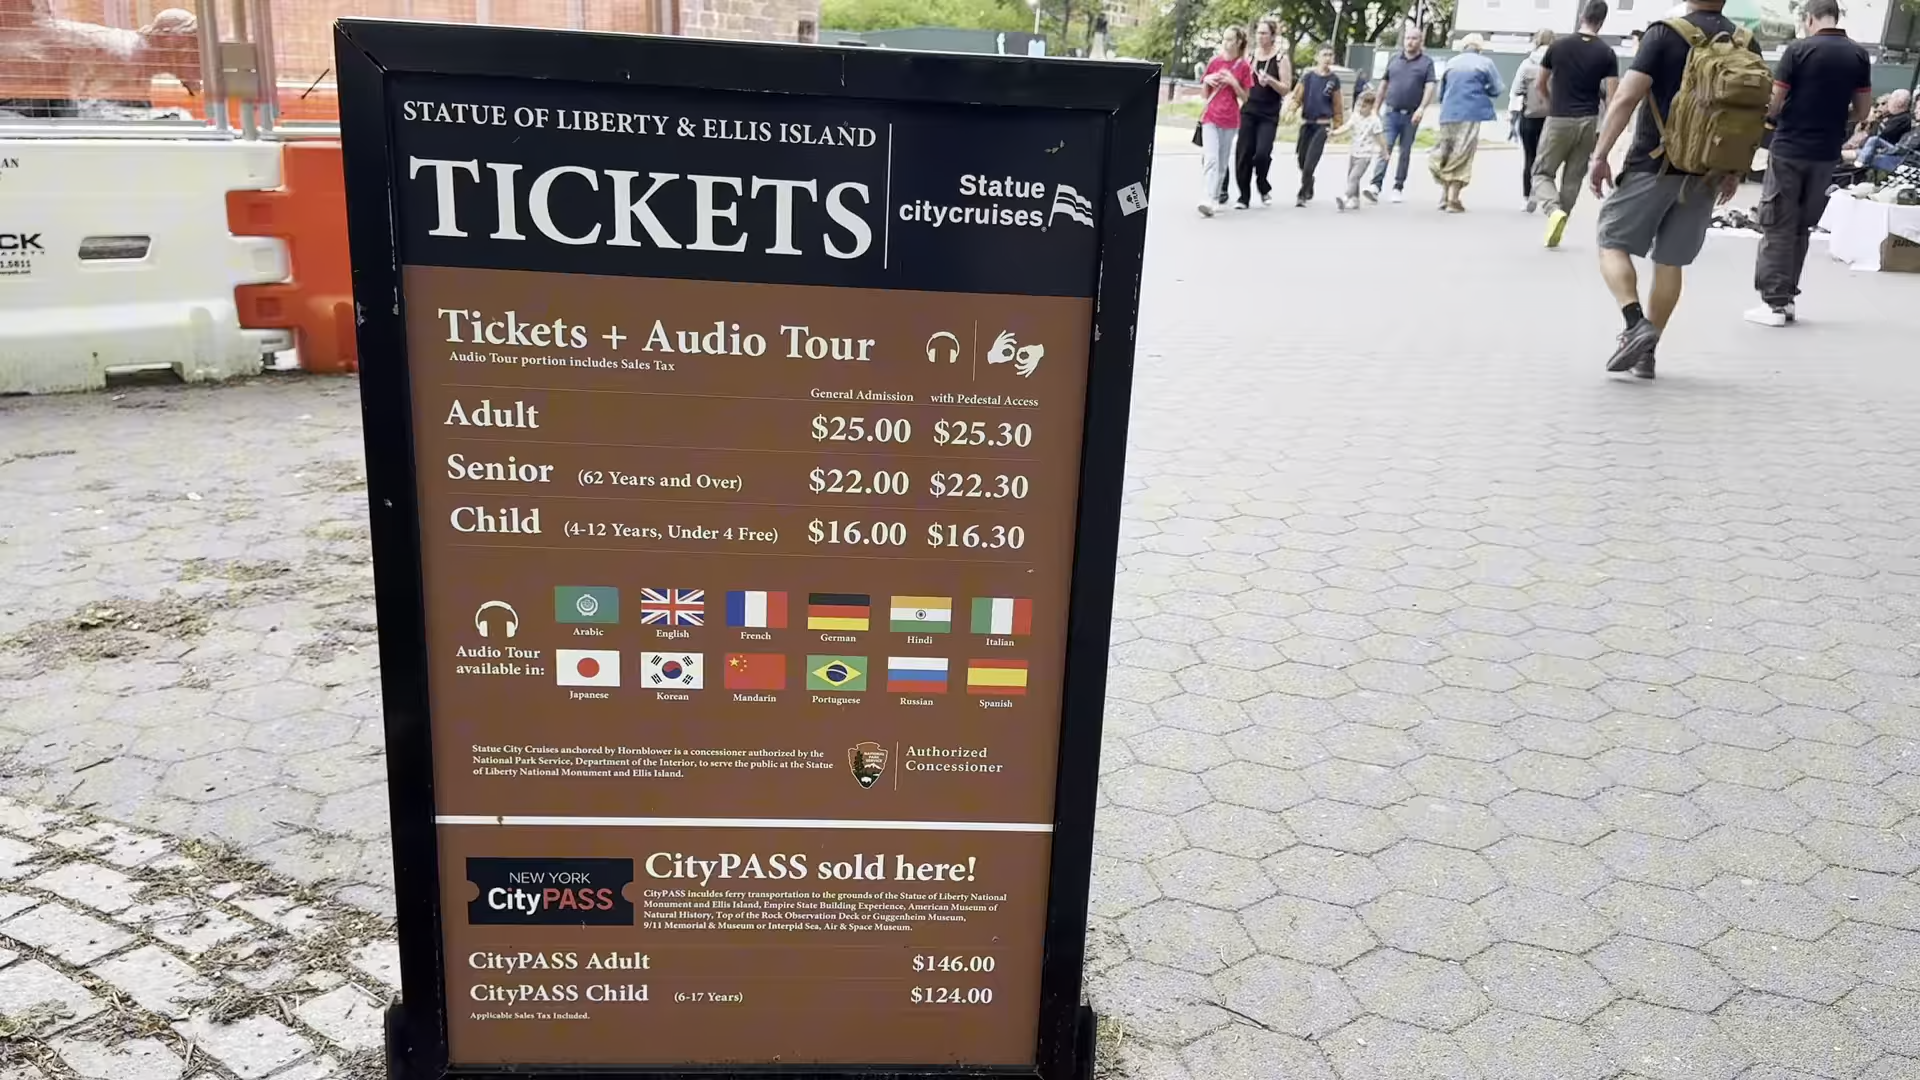 STATUE OF LIBERTY & ELLIS ISLAND
TICKETS
Statue
citycruises
Tickets + Audio Tour
Audio Tour portion includes Sales Tax
General Admission with Pedestal Access
Adult $25.00 $25.30
Senior (62 Years and Over) $22.00 $22.30
Child (4-12 Years, Under 4 Free) $16.00 $16.30
Audio Tour
available in:
Arabic English French German Hindi Italian
Japanese Korean Mandarin Portuguese Russian Spanish
Statue City Cruises anchored by Hornblower is a concessioner authorized by the
National Park Service, Department of the Interior, to serve the public at the Statue
of Liberty National Monument and Ellis Island.
NATIONAL
PARK
SERVICE
Authorized
Concessioner
NEW YORK
CityPASS
CityPASS sold here!
CityPASS inculdes ferry transportation to the grounds of the Statue of Liberty National
Monument and Ellis Island, Empire State Building Experience, American Museum of
Natural History, Top of the Rock Observation Deck or Guggenheim Museum,
9/11 Memorial & Museum or Interpid Sea, Air & Space Museum.
CityPASS Adult $146.00
CityPASS Child (6-17 Years) $124.00
Applicable Sales Tax Included.